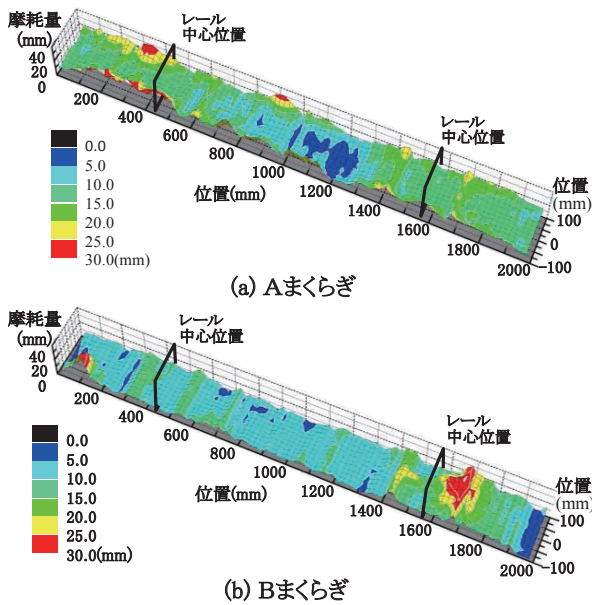 摩耗量
(mm)
40
20
0
レール
中心位置
レール
中心位置
200
400
600
800
1000
1200
1400
1600
1800
2000
位置(mm)
位置
(mm)
100
0
-100
0.0
5.0
10.0
15.0
20.0
25.0
30.0(mm)
(a) Aまくらぎ
摩耗量
(mm)
40
20
0
レール
中心位置
レール
中心位置
200
400
600
800
1000
1200
1400
1600
1800
2000
位置(mm)
位置
(mm)
100
0
-100
0.0
5.0
10.0
15.0
20.0
25.0
30.0(mm)
(b) Bまくらぎ